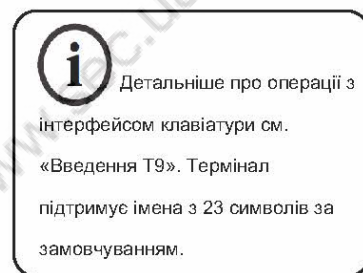 i Детальніше про операції з
інтерфейсом клавіатури см.
«Введення Т9». Термінал
підтримує імена з 23 символів за
замовчуванням.